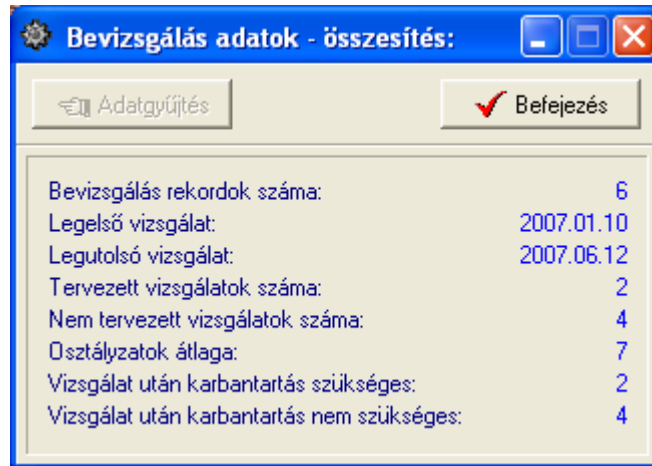 Bevizsgálás adatok - összesítés:
Adatgyűjtés
Befejezés
Bevizsgálás rekordok száma: 6
Legelső vizsgálat: 2007.01.10
Legutolsó vizsgálat: 2007.06.12
Tervezett vizsgálatok száma: 2
Nem tervezett vizsgálatok száma: 4
Osztályzatok átlaga: 7
Vizsgálat után karbantartás szükséges: 2
Vizsgálat után karbantartás nem szükséges: 4